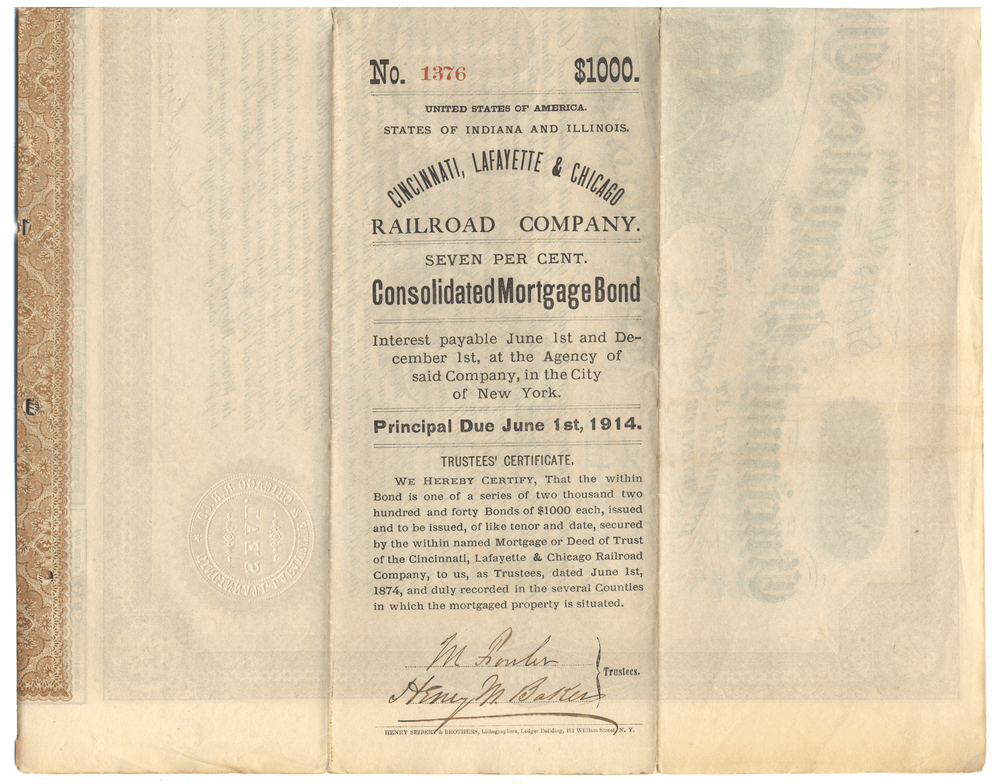 No. 1376 $1000.
UNITED STATES OF AMERICA.
STATES OF INDIANA AND ILLINOIS.
CINCINNATI, LAFAYETTE & CHICAGO
RAILROAD COMPANY.
SEVEN PER CENT.
Consolidated Mortgage Bond
Interest payable June 1st and De-
cember 1st, at the Agency of
said Company, in the City
of New York.
Principal Due June 1st, 1914.
TRUSTEES' CERTIFICATE.
WE HEREBY CERTIFY, That the within
Bond is one of a series of two thousand two
hundred and forty Bonds of $1000 each, issued
and to be issued, of like tenor and date, secured
by the within named Mortgage or Deed of Trust
of the Cincinnati, Lafayette & Chicago Railroad
Company, to us, as Trustees, dated June 1st,
1874, and duly recorded in the several Counties
in which the mortgaged property is situated.
M Fowler
Henry W. Baker
Trustees.
HENRY SEIBERT & BROTHERS, Lithographers, Ledger Building, William Street, N. Y.
SEAL